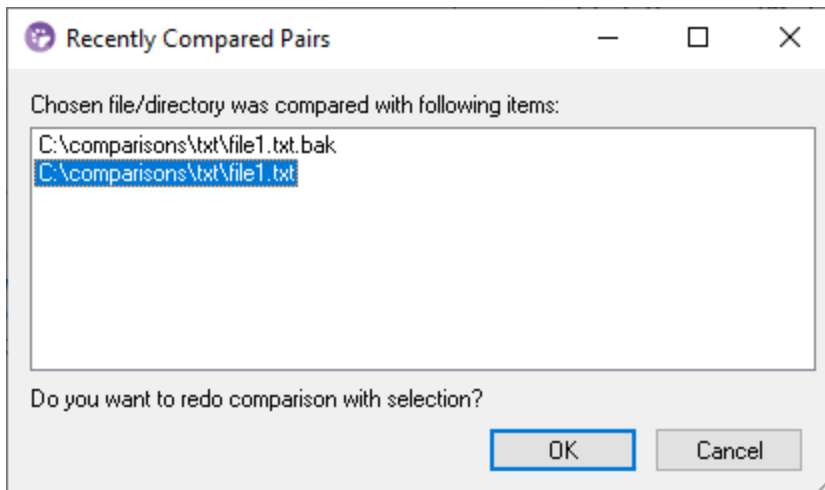 Recently Compared Pairs
Chosen file/directory was compared with following items:
C:\comparisons\txt\file1.txt.bak
C:\comparisons\txt\file1.txt
Do you want to redo comparison with selection?
OK Cancel